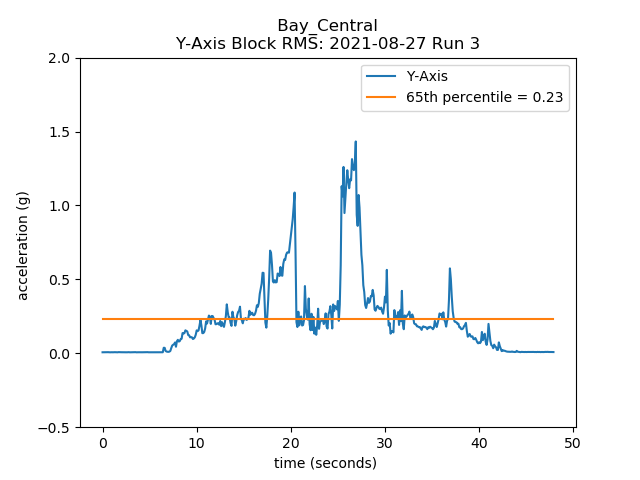 Bay_Central
Y-Axis Block RMS: 2021-08-27 Run 3
Y-Axis
65th percentile = 0.23
2.0
1.5
1.0
0.5
0.0
−0.5
acceleration (g)
0 10 20 30 40 50
time (seconds)